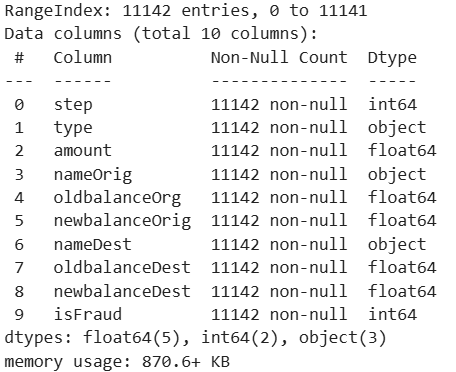 RangeIndex: 11142 entries, 0 to 11141
Data columns (total 10 columns):
 #   Column          Non-Null Count  Dtype
---  ------          --------------  -----
 0   step            11142 non-null  int64
 1   type            11142 non-null  object
 2   amount          11142 non-null  float64
 3   nameOrig        11142 non-null  object
 4   oldbalanceOrg   11142 non-null  float64
 5   newbalanceOrig  11142 non-null  float64
 6   nameDest        11142 non-null  object
 7   oldbalanceDest  11142 non-null  float64
 8   newbalanceDest  11142 non-null  float64
 9   isFraud         11142 non-null  int64
dtypes: float64(5), int64(2), object(3)
memory usage: 870.6+ KB